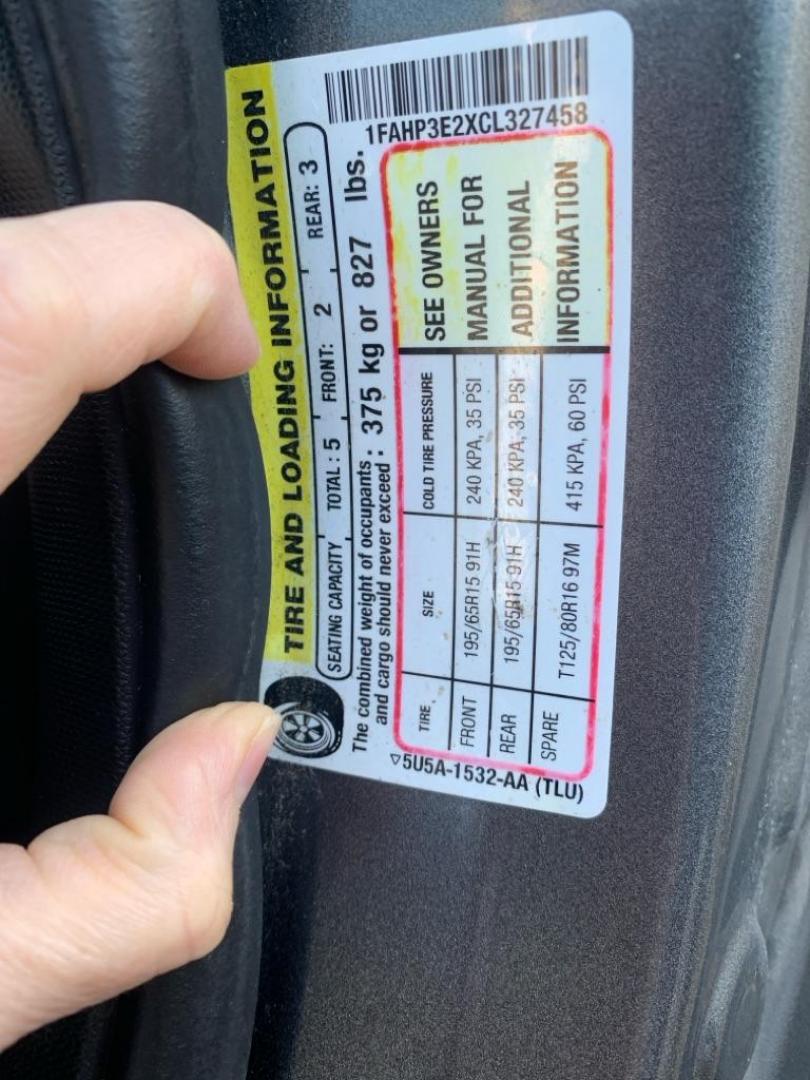 TIRE AND LOADING INFORMATION
SEATING CAPACITY TOTAL : 5 FRONT: 2 REAR: 3
The combined weight of occupants
and cargo should never exceed : 375 kg or 827 lbs.
TIRE SIZE COLD TIRE PRESSURE
FRONT 195/65R15 91H 240 KPA, 35 PSI
REAR 195/65R15 91H 240 KPA, 35 PSI
SPARE T125/80R16 97M 415 KPA, 60 PSI
SEE OWNERS
MANUAL FOR
ADDITIONAL
INFORMATION
5U5A-1532-AA (TLU)
1FAHP3E2XCL327458